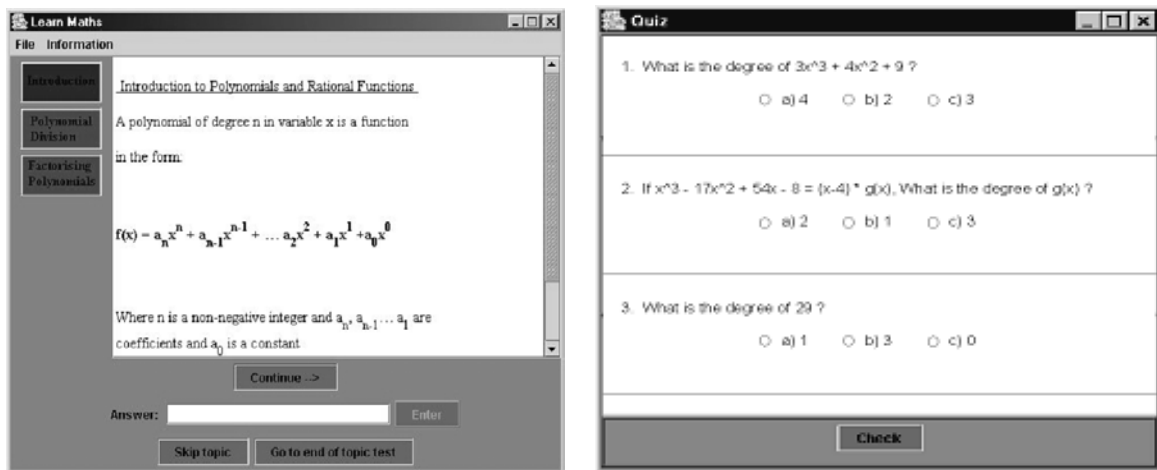 Learn Maths
File Information
Introduction
Polynomial
Division
Factorising
Polynomials
Introduction to Polynomials and Rational Functions
A polynomial of degree n in variable x is a function
in the form:
f(x) = aₙxⁿ + aₙ₋₁xⁿ⁻¹ + … a₂x² + a₁x¹ +a₀x⁰
Where n is a non-negative integer and aₙ, aₙ₋₁… a₁ are
coefficients and a₀ is a constant
Continue -->
Answer:
Enter
Skip topic
Go to end of topic test
Quiz
1. What is the degree of 3x^3 + 4x^2 + 9 ?
a) 4 b) 2 c) 3
2. If x^3 - 17x^2 + 54x - 8 = (x-4) * g(x), What is the degree of g(x) ?
a) 2 b) 1 c) 3
3. What is the degree of 29 ?
a) 1 b) 3 c) 0
Check